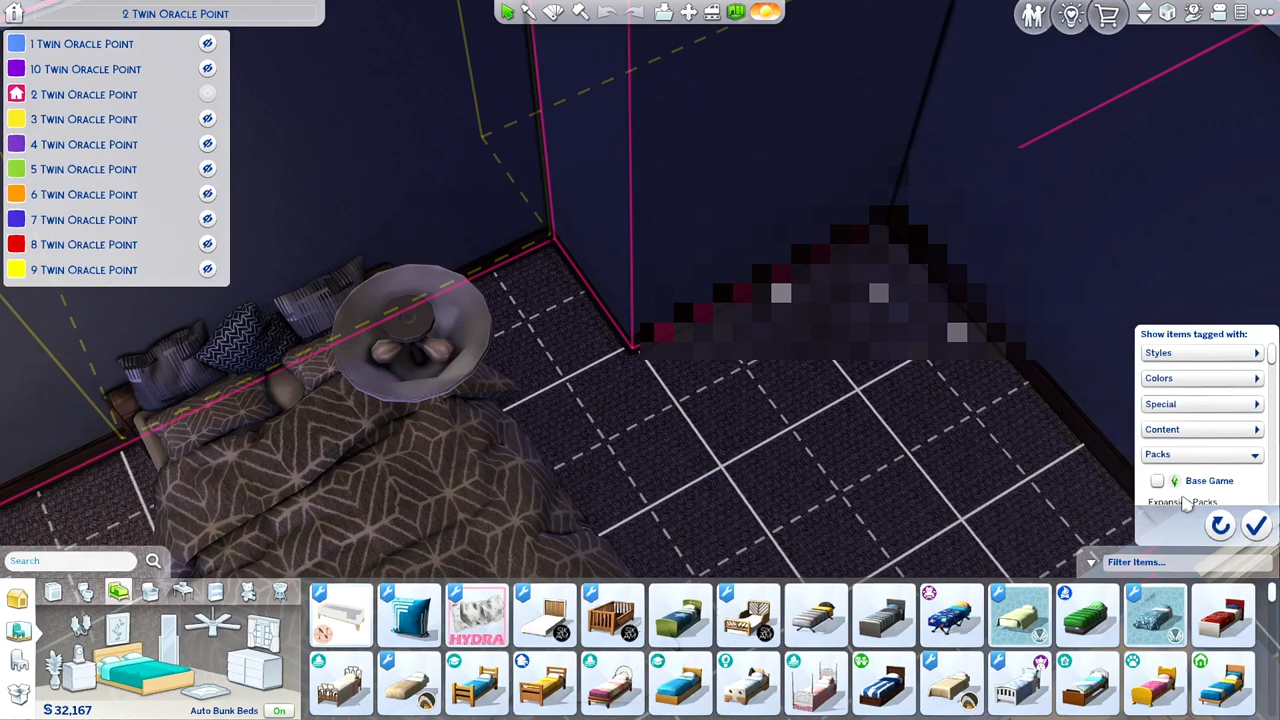 2 Twin Oracle Point
1 Twin Oracle Point
10 Twin Oracle Point
2 Twin Oracle Point
3 Twin Oracle Point
4 Twin Oracle Point
5 Twin Oracle Point
6 Twin Oracle Point
7 Twin Oracle Point
8 Twin Oracle Point
9 Twin Oracle Point
Show items tagged with:
Styles
Colors
Special
Content
Packs
Base Game
Expansion Packs
Search
Filter Items...
HYDRA
§32,167
Auto Bunk Beds
On